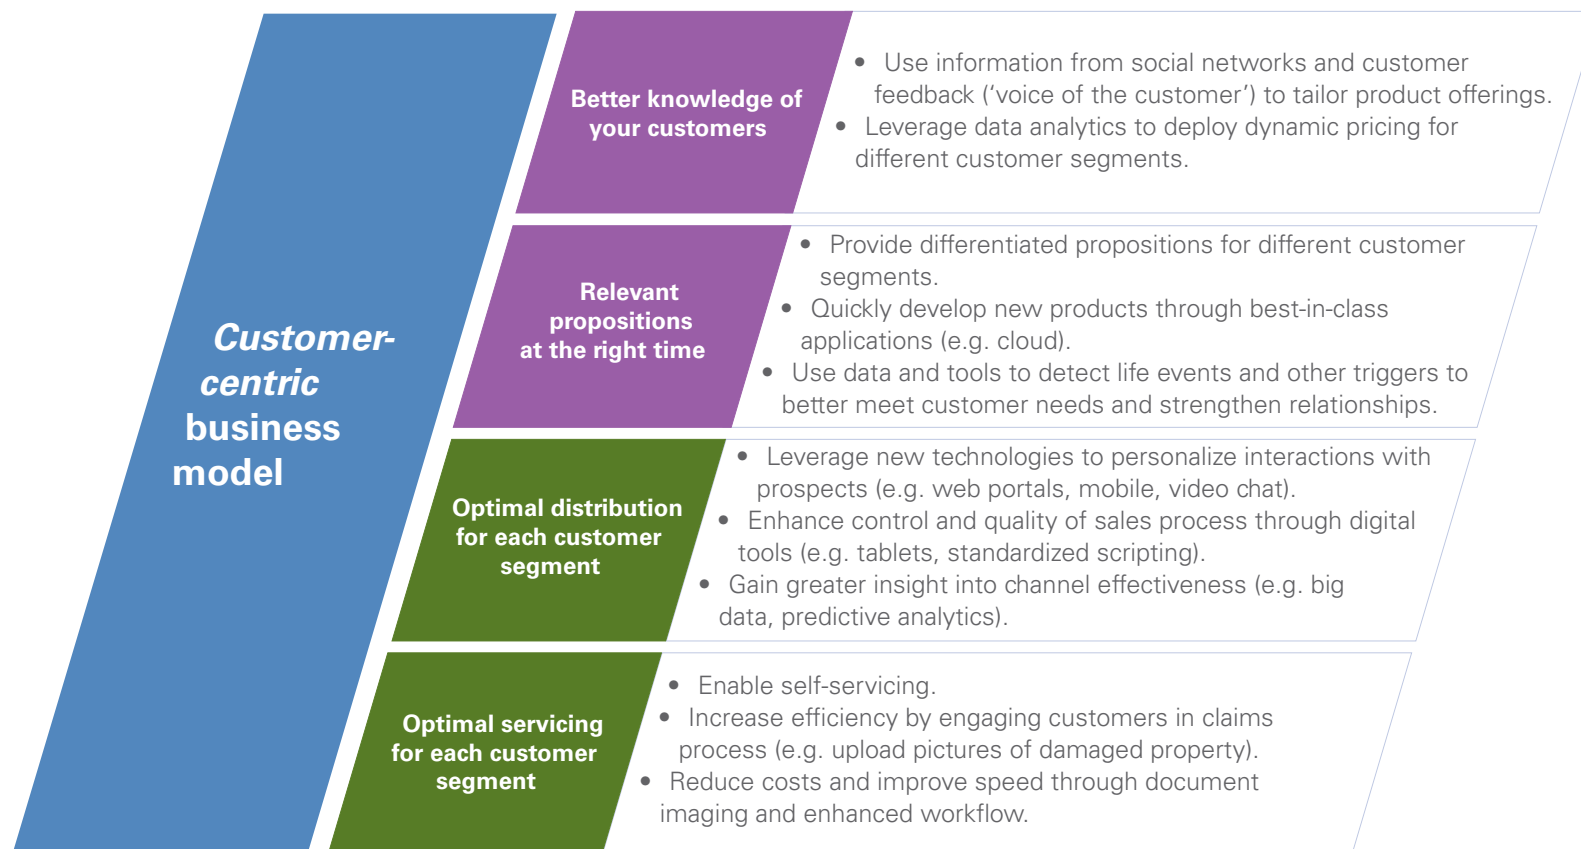 Customer-
centric
business
model
Better knowledge of
your customers
• Use information from social networks and customer
feedback (‘voice of the customer’) to tailor product offerings.
• Leverage data analytics to deploy dynamic pricing for
different customer segments.
Relevant
propositions
at the right time
• Provide differentiated propositions for different customer
segments.
• Quickly develop new products through best-in-class
applications (e.g. cloud).
• Use data and tools to detect life events and other triggers to
better meet customer needs and strengthen relationships.
Optimal distribution
for each customer
segment
• Leverage new technologies to personalize interactions with
prospects (e.g. web portals, mobile, video chat).
• Enhance control and quality of sales process through digital
tools (e.g. tablets, standardized scripting).
• Gain greater insight into channel effectiveness (e.g. big
data, predictive analytics).
Optimal servicing
for each customer
segment
• Enable self-servicing.
• Increase efficiency by engaging customers in claims
process (e.g. upload pictures of damaged property).
• Reduce costs and improve speed through document
imaging and enhanced workflow.